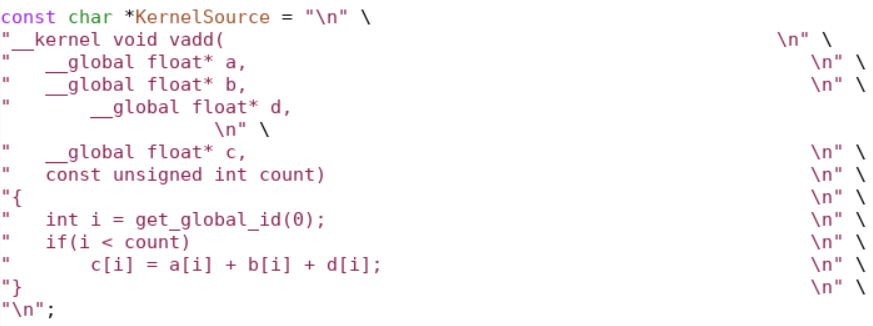 const char *KernelSource = "\n" \
"__kernel void vadd(                                                 \n" \
"   __global float* a,                                                  \n" \
"   __global float* b,                                                  \n" \
"       __global float* d,
                   \n" \
"   __global float* c,                                                  \n" \
"   const unsigned int count)                                           \n" \
"{                                                                      \n" \
"   int i = get_global_id(0);                                           \n" \
"   if(i < count)                                                       \n" \
"       c[i] = a[i] + b[i] + d[i];                                      \n" \
"}                                                                      \n" \
"\n";